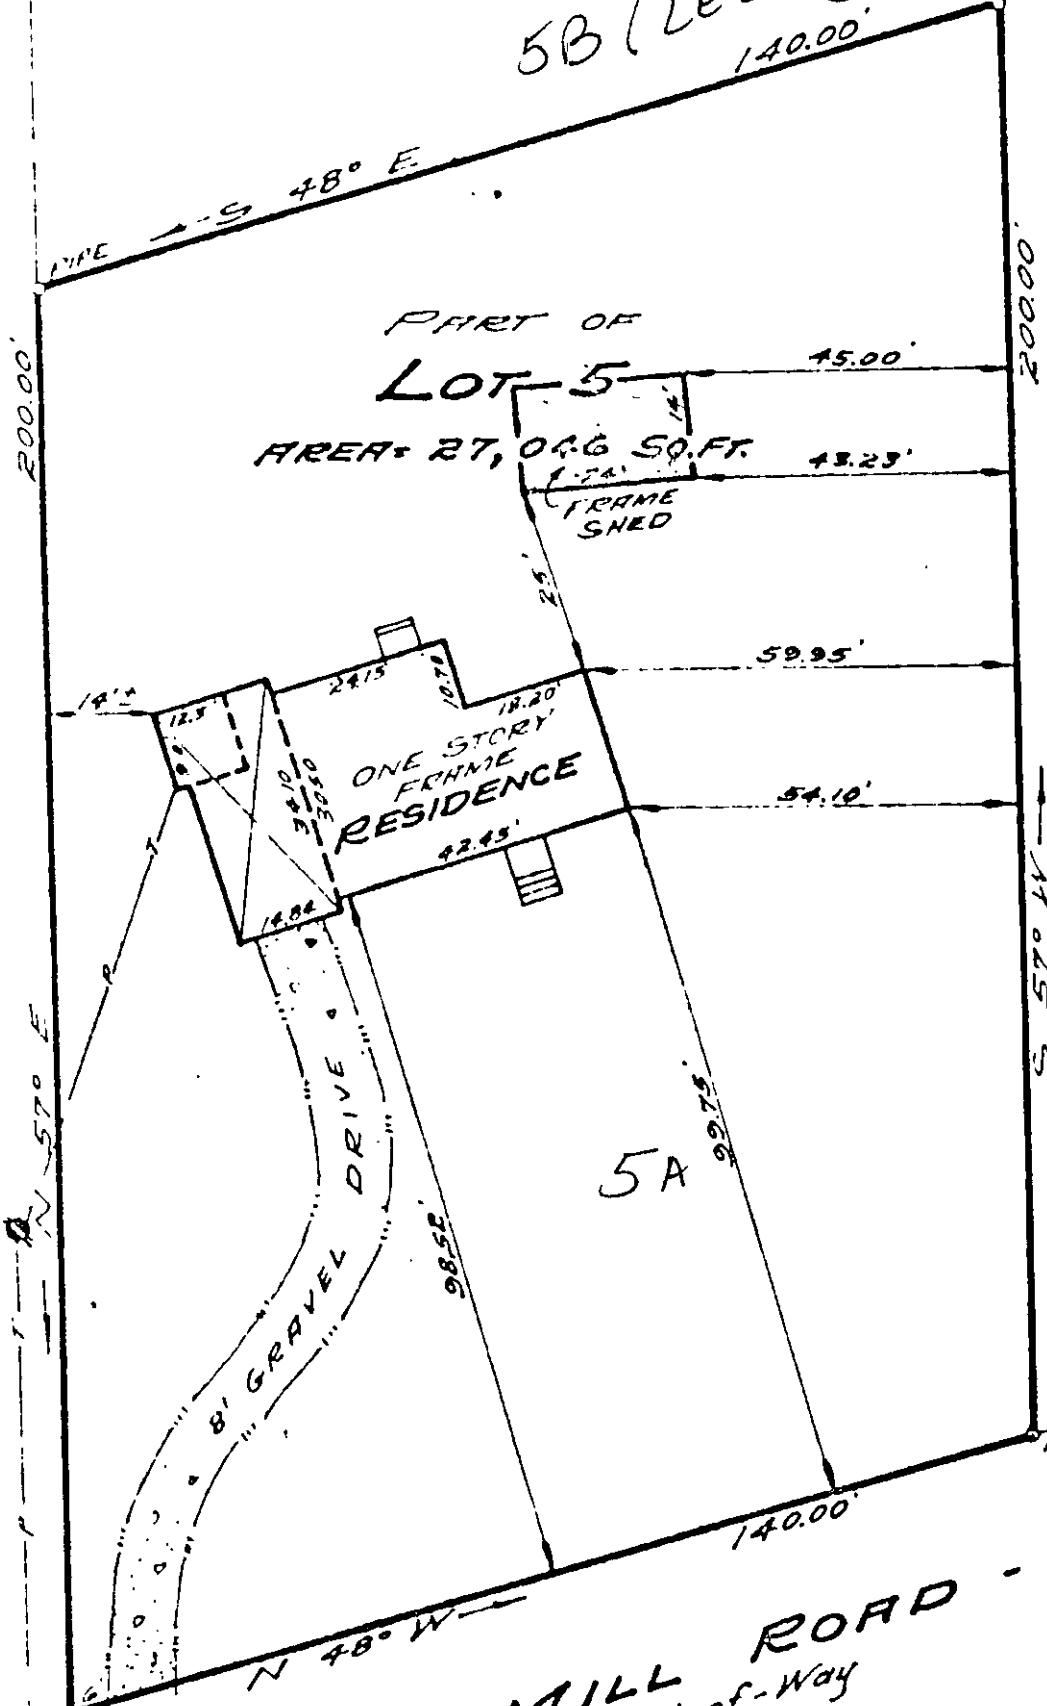 5B
140.00'
S 48° E
PIPE
200.00'
200.00'
PART OF
LOT 5
45.00'
14'
AREA= 27,046 SQ.FT.
43.23'
FRAME
SHED
25'
59.95'
14'±
24.15'
10.70
18.20'
12.3'
ONE STORY
FRAME
RESIDENCE
34.10
30.50
54.10'
42.45'
14.84
T
P
N 57° E
S 57° W
DRIVE
99.75'
5A
98.52'
8' GRAVEL
T
P
140.00'
N 48° W
MILL ROAD -
of-Way